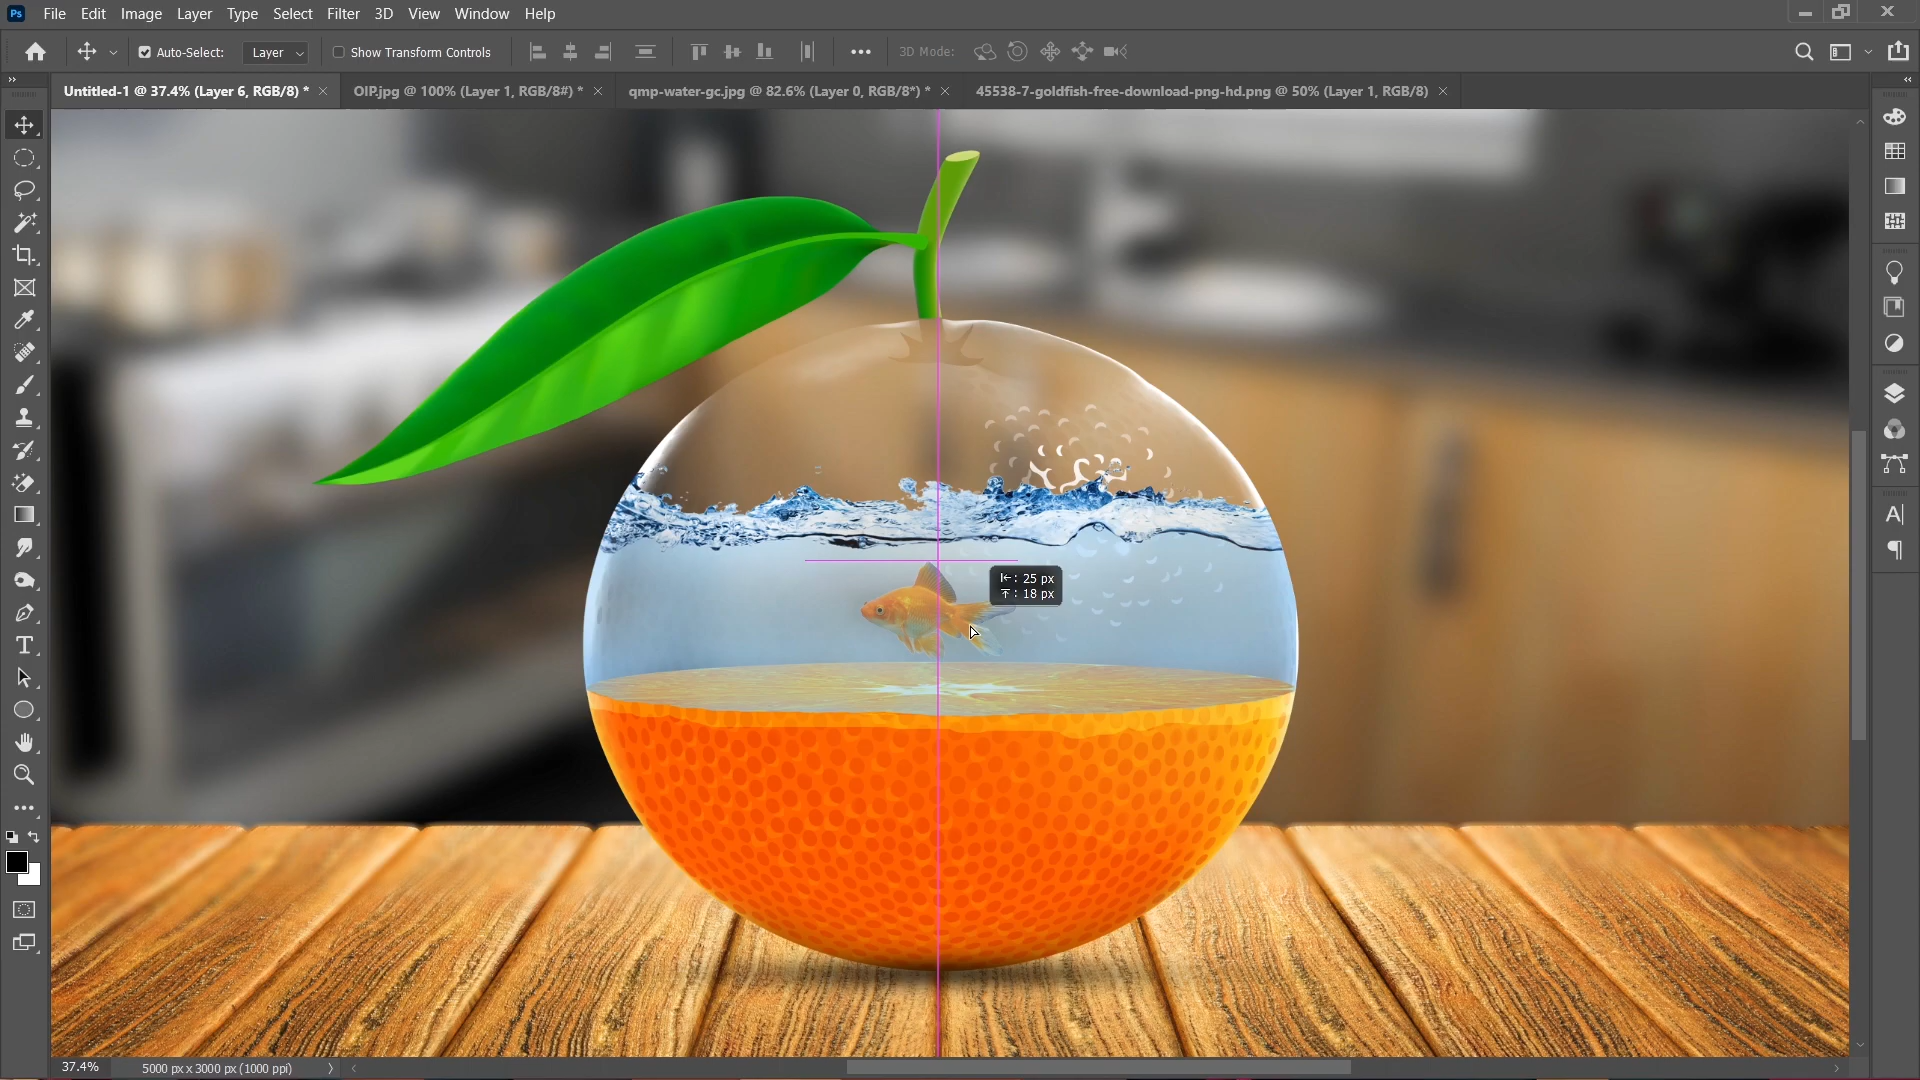 Ps File Edit Image Layer Type Select Filter 3D View Window Help
Auto-Select: Layer Show Transform Controls 3D Mode:
Untitled-1 @ 37.4% (Layer 6, RGB/8) * OIP.jpg @ 100% (Layer 1, RGB/8#) * qmp-water-gc.jpg @ 82.6% (Layer 0, RGB/8*) * 45538-7-goldfish-free-download-png-hd.png @ 50% (Layer 1, RGB/8)
: 25 px
: 18 px
37.4% 5000 px x 3000 px (1000 ppi)